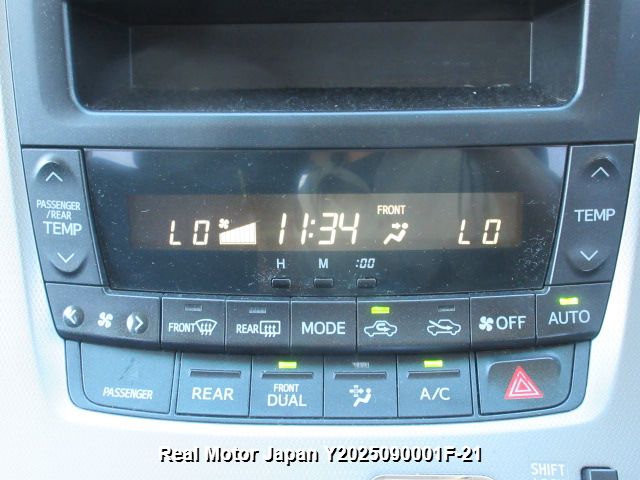 PASSENGER
/REAR
TEMP
LO 11:34 FRONT LO
TEMP
H M :00
FRONT REAR MODE OFF AUTO
PASSENGER REAR FRONT DUAL A/C
Real Motor Japan Y2025090001F-21
SHIFT